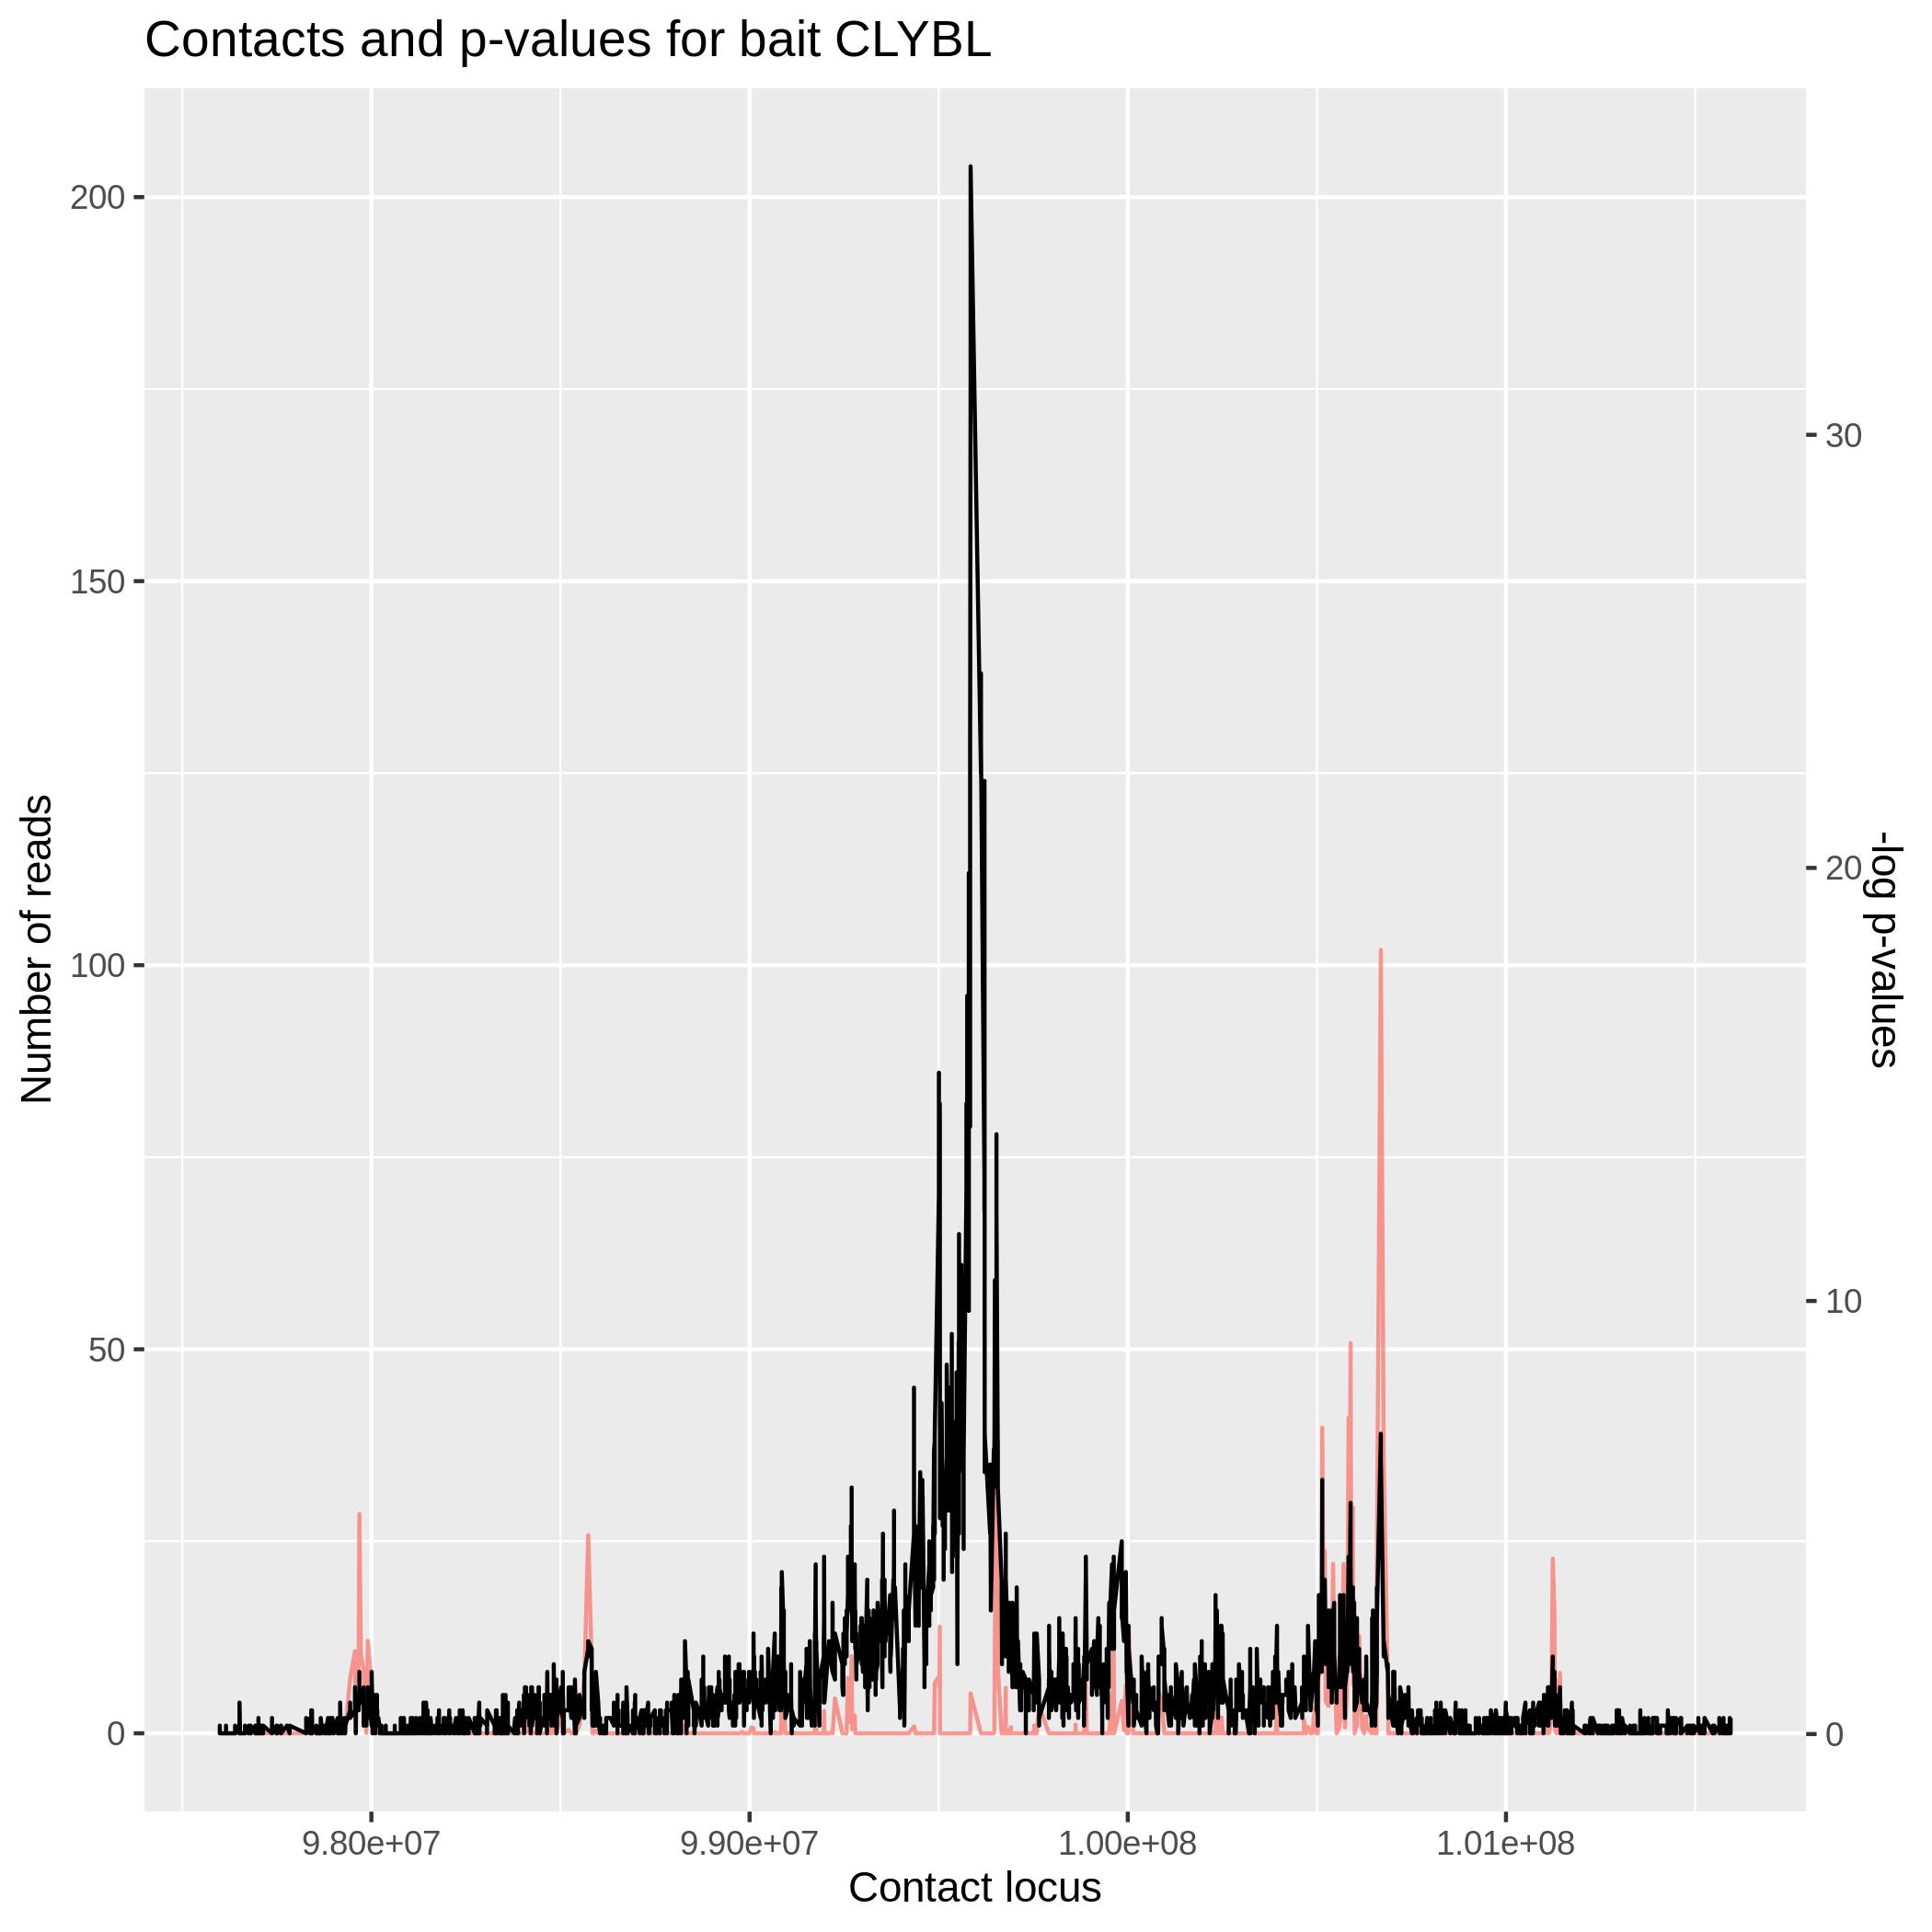 Contacts and p-values for bait CLYBL
200
150
100
50
0
Number of reads
30
20
10
0
-log p-values
9.80e+07 9.90e+07 1.00e+08 1.01e+08
Contact locus